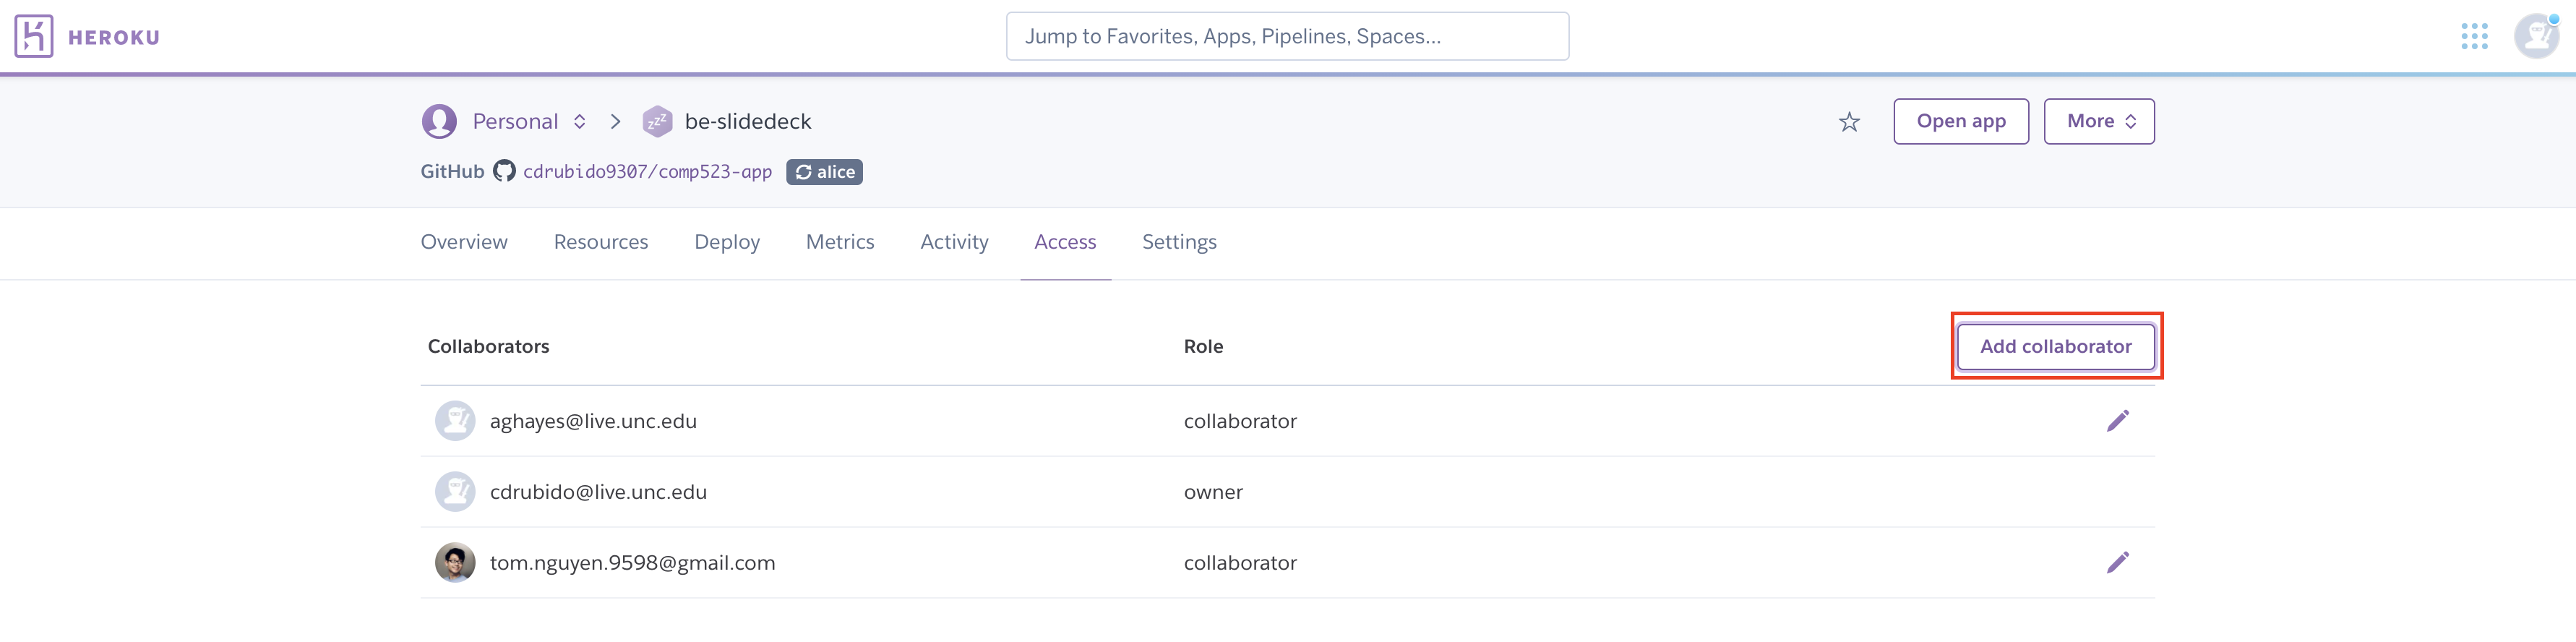 HEROKU
Jump to Favorites, Apps, Pipelines, Spaces...
Personal > be-slidedeck
Open app
More
GitHub cdrubido9307/comp523-app alice
Overview Resources Deploy Metrics Activity Access Settings
Collaborators Role Add collaborator
aghayes@live.unc.edu collaborator
cdrubido@live.unc.edu owner
tom.nguyen.9598@gmail.com collaborator